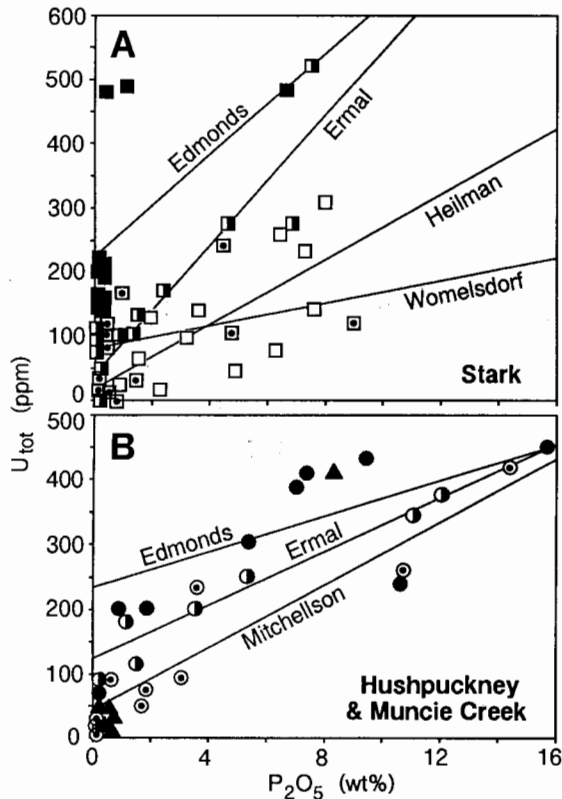 600
500
400
300
200
100
0
A
Edmonds
Ermal
Heilman
Womelsdorf
Stark
U tot (ppm)
500
400
300
200
100
0
B
Edmonds
Ermal
Mitchellson
Hushpuckney
& Muncie Creek
0 4 8 12 16
P2O5 (wt%)